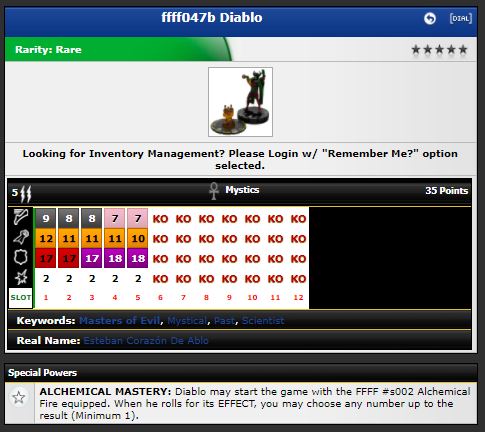 ffff047b Diablo
[DIAL]
Rarity: Rare
Looking for Inventory Management? Please Login w/ "Remember Me?" option
selected.
5 Mystics 35 Points
9 8 8 7 7 KO KO KO KO KO KO KO
12 11 11 11 10 KO KO KO KO KO KO KO
17 17 17 18 18 KO KO KO KO KO KO KO
2 2 2 2 2 KO KO KO KO KO KO KO
SLOT 1 2 3 4 5 6 7 8 9 10 11 12
Keywords: Masters of Evil, Mystical, Past, Scientist
Real Name: Esteban Corazón De Ablo
Special Powers
ALCHEMICAL MASTERY: Diablo may start the game with the FFFF #s002 Alchemical
Fire equipped. When he rolls for its EFFECT, you may choose any number up to the
result (Minimum 1).